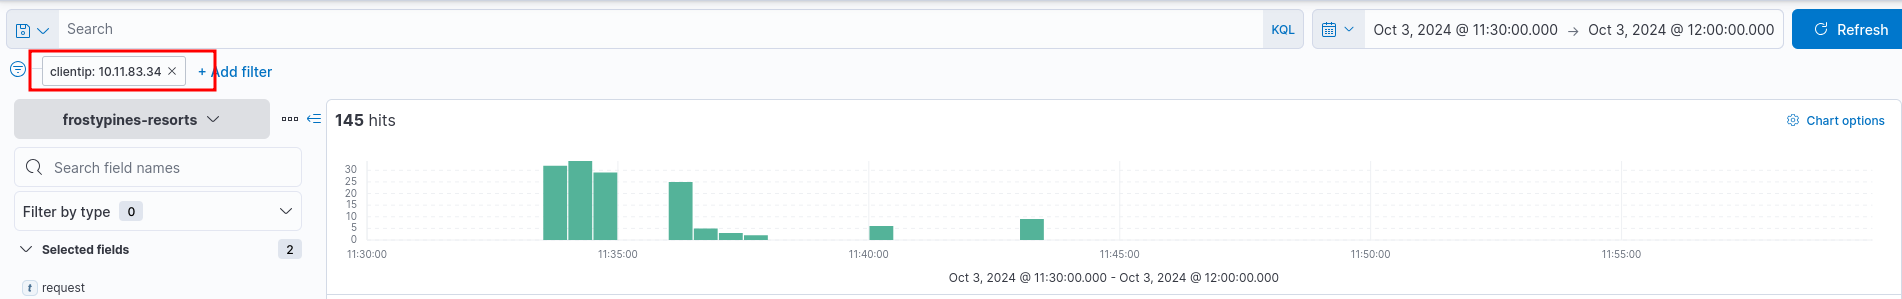 Search
KQL
Oct 3, 2024 @ 11:30:00.000 → Oct 3, 2024 @ 12:00:00.000
Refresh
clientip: 10.11.83.34 ×
+ Add filter
frostypines-resorts
145 hits
Chart options
Search field names
Filter by type 0
Selected fields 2
t request
30
25
20
15
10
5
0
11:30:00 11:35:00 11:40:00 11:45:00 11:50:00 11:55:00
Oct 3, 2024 @ 11:30:00.000 - Oct 3, 2024 @ 12:00:00.000